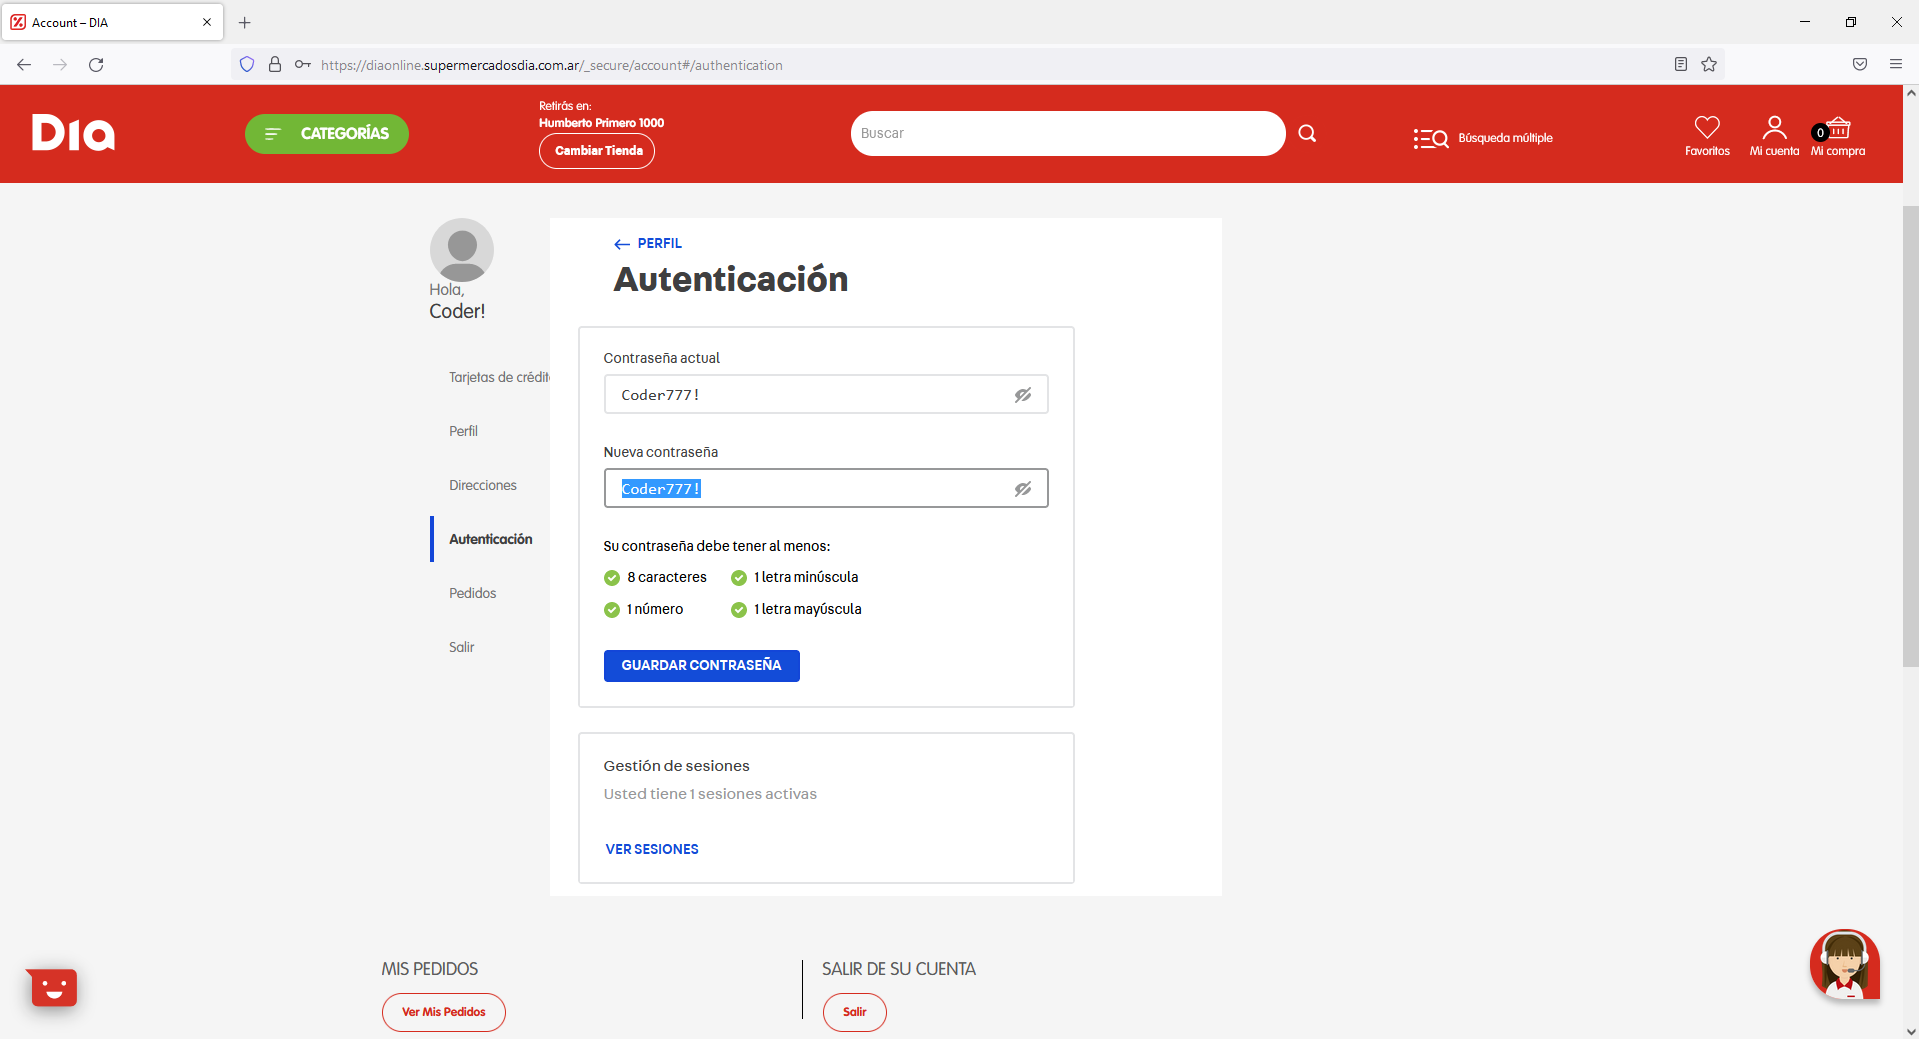 Account – DIA
https://diaonline.supermercadosdia.com.ar/_secure/account#/authentication
DIa
CATEGORÍAS
Retirás en:
Humberto Primero 1000
Cambiar Tienda
Buscar
Búsqueda múltiple
Favoritos
Mi cuenta
0
Mi compra
Hola,
Coder!
Tarjetas de crédit
Perfil
Direcciones
Autenticación
Pedidos
Salir
← PERFIL
Autenticación
Contraseña actual
Coder777!
Nueva contraseña
Coder777!
Su contraseña debe tener al menos:
8 caracteres
1 letra minúscula
1 número
1 letra mayúscula
GUARDAR CONTRASEÑA
Gestión de sesiones
Usted tiene 1 sesiones activas
VER SESIONES
MIS PEDIDOS
Ver Mis Pedidos
SALIR DE SU CUENTA
Salir